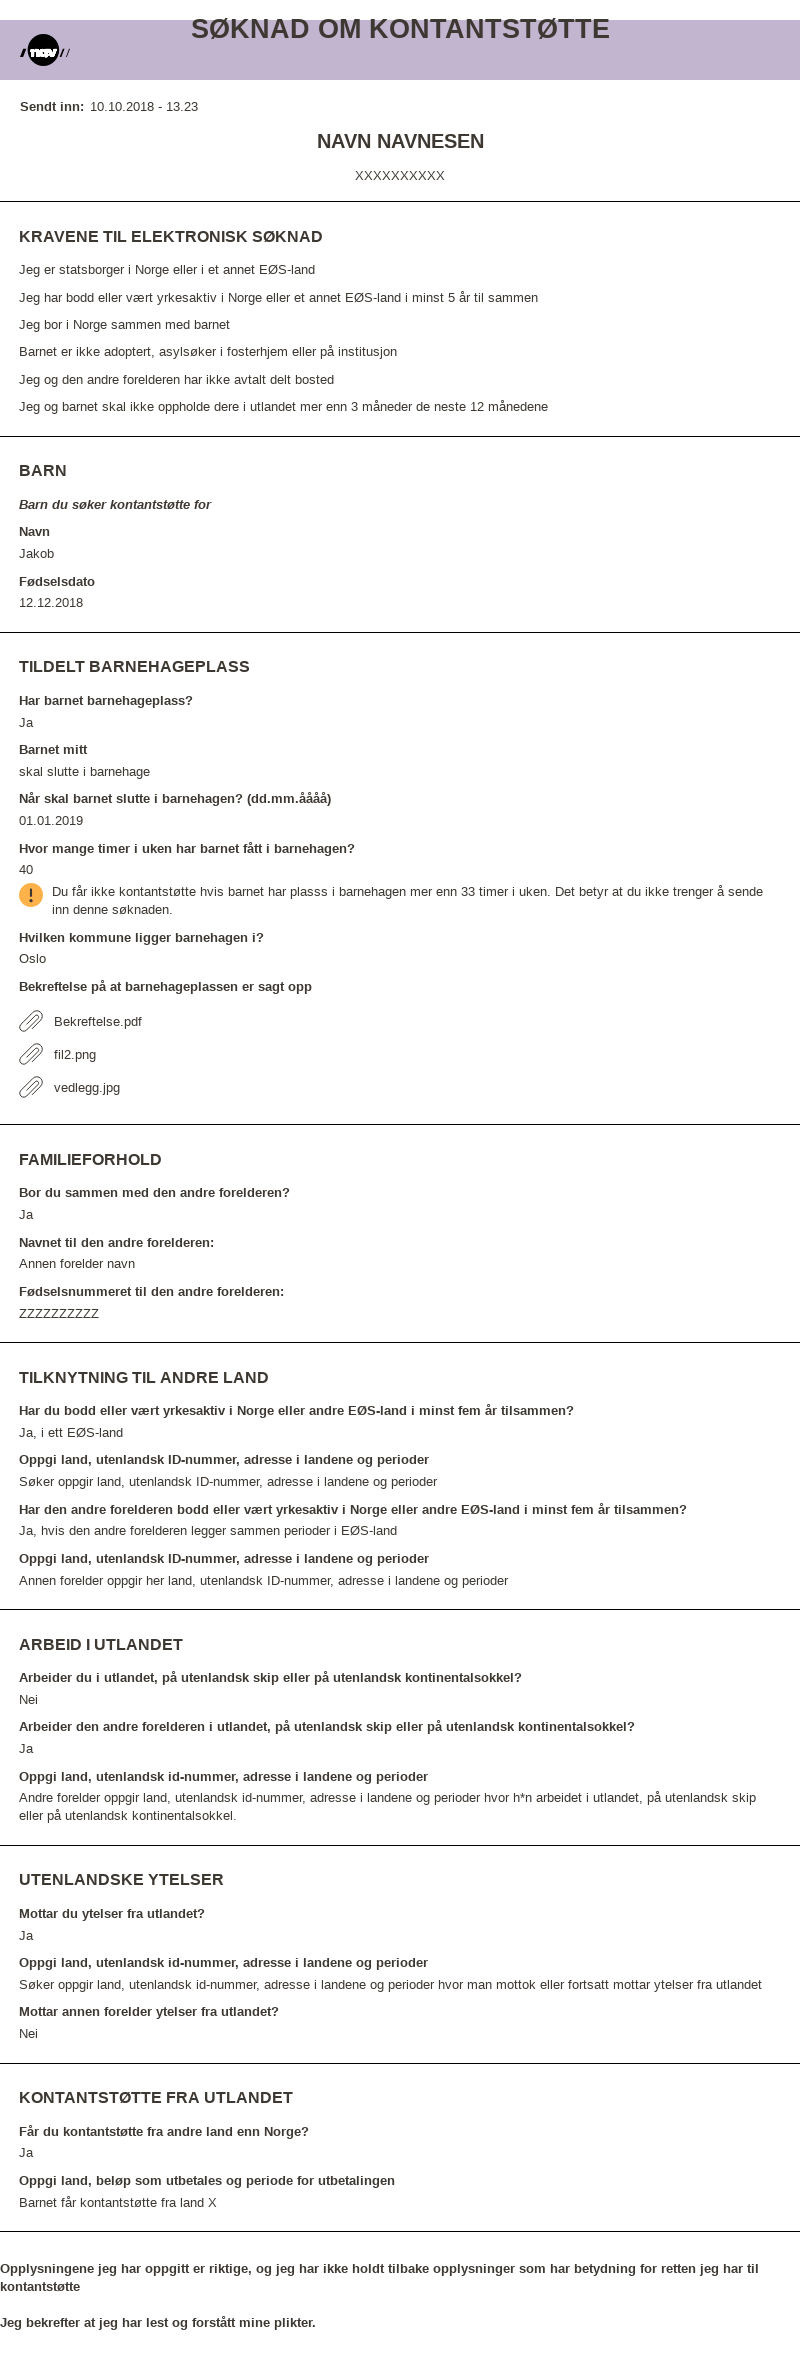 SØKNAD OM KONTANTSTØTTE
nav
Sendt inn: 10.10.2018 - 13.23
NAVN NAVNESEN
XXXXXXXXXX
KRAVENE TIL ELEKTRONISK SØKNAD
Jeg er statsborger i Norge eller i et annet EØS-land
Jeg har bodd eller vært yrkesaktiv i Norge eller et annet EØS-land i minst 5 år til sammen
Jeg bor i Norge sammen med barnet
Barnet er ikke adoptert, asylsøker i fosterhjem eller på institusjon
Jeg og den andre forelderen har ikke avtalt delt bosted
Jeg og barnet skal ikke oppholde dere i utlandet mer enn 3 måneder de neste 12 månedene
BARN
Barn du søker kontantstøtte for
Navn
Jakob
Fødselsdato
12.12.2018
TILDELT BARNEHAGEPLASS
Har barnet barnehageplass?
Ja
Barnet mitt
skal slutte i barnehage
Når skal barnet slutte i barnehagen? (dd.mm.åååå)
01.01.2019
Hvor mange timer i uken har barnet fått i barnehagen?
40
Du får ikke kontantstøtte hvis barnet har plasss i barnehagen mer enn 33 timer i uken. Det betyr at du ikke trenger å sende
inn denne søknaden.
Hvilken kommune ligger barnehagen i?
Oslo
Bekreftelse på at barnehageplassen er sagt opp
Bekreftelse.pdf
fil2.png
vedlegg.jpg
FAMILIEFORHOLD
Bor du sammen med den andre forelderen?
Ja
Navnet til den andre forelderen:
Annen forelder navn
Fødselsnummeret til den andre forelderen:
ZZZZZZZZZZ
TILKNYTNING TIL ANDRE LAND
Har du bodd eller vært yrkesaktiv i Norge eller andre EØS-land i minst fem år tilsammen?
Ja, i ett EØS-land
Oppgi land, utenlandsk ID-nummer, adresse i landene og perioder
Søker oppgir land, utenlandsk ID-nummer, adresse i landene og perioder
Har den andre forelderen bodd eller vært yrkesaktiv i Norge eller andre EØS-land i minst fem år tilsammen?
Ja, hvis den andre forelderen legger sammen perioder i EØS-land
Oppgi land, utenlandsk ID-nummer, adresse i landene og perioder
Annen forelder oppgir her land, utenlandsk ID-nummer, adresse i landene og perioder
ARBEID I UTLANDET
Arbeider du i utlandet, på utenlandsk skip eller på utenlandsk kontinentalsokkel?
Nei
Arbeider den andre forelderen i utlandet, på utenlandsk skip eller på utenlandsk kontinentalsokkel?
Ja
Oppgi land, utenlandsk id-nummer, adresse i landene og perioder
Andre forelder oppgir land, utenlandsk id-nummer, adresse i landene og perioder hvor h*n arbeidet i utlandet, på utenlandsk skip
eller på utenlandsk kontinentalsokkel.
UTENLANDSKE YTELSER
Mottar du ytelser fra utlandet?
Ja
Oppgi land, utenlandsk id-nummer, adresse i landene og perioder
Søker oppgir land, utenlandsk id-nummer, adresse i landene og perioder hvor man mottok eller fortsatt mottar ytelser fra utlandet
Mottar annen forelder ytelser fra utlandet?
Nei
KONTANTSTØTTE FRA UTLANDET
Får du kontantstøtte fra andre land enn Norge?
Ja
Oppgi land, beløp som utbetales og periode for utbetalingen
Barnet får kontantstøtte fra land X
Opplysningene jeg har oppgitt er riktige, og jeg har ikke holdt tilbake opplysninger som har betydning for retten jeg har til
kontantstøtte
Jeg bekrefter at jeg har lest og forstått mine plikter.